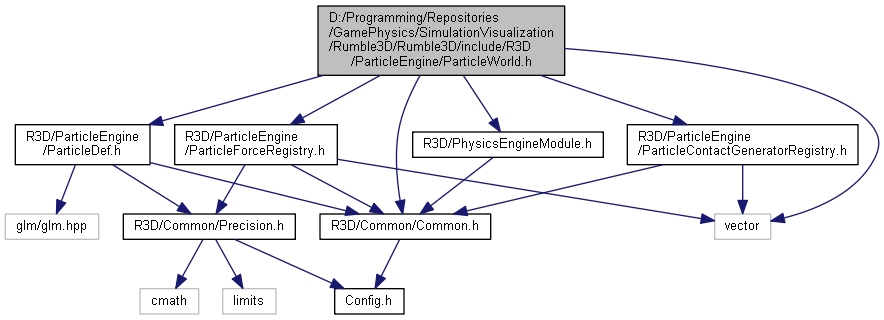 D:/Programming/Repositories
/GamePhysics/SimulationVisualization
/Rumble3D/Rumble3D/include/R3D
/ParticleEngine/ParticleWorld.h
R3D/ParticleEngine
/ParticleDef.h
R3D/ParticleEngine
/ParticleForceRegistry.h
R3D/PhysicsEngineModule.h
R3D/ParticleEngine
/ParticleContactGeneratorRegistry.h
glm/glm.hpp
R3D/Common/Precision.h
R3D/Common/Common.h
vector
cmath
limits
Config.h